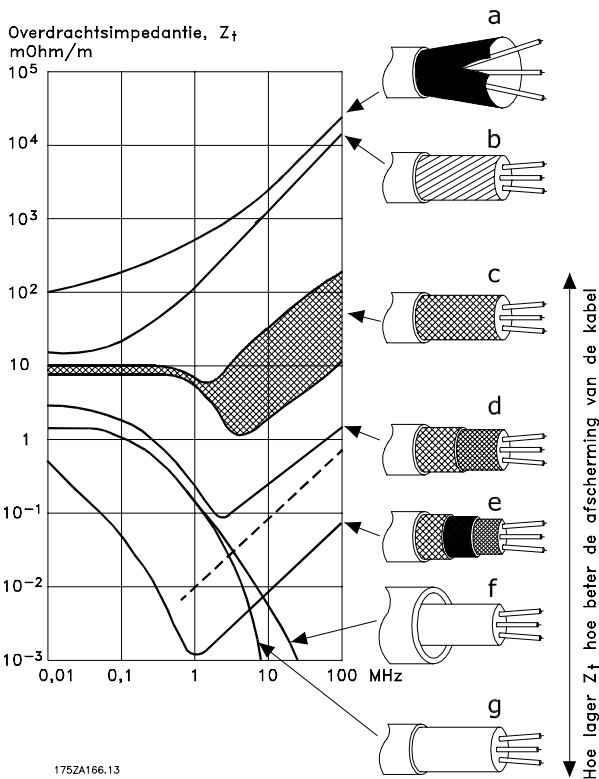 Overdrachtsimpedantie, Zt
mOhm/m
10⁵
10⁴
10³
10²
10
1
10⁻¹
10⁻²
10⁻³
0,01
0,1
1
10
100
MHz
a
b
c
d
e
f
g
Hoe lager Zt hoe beter de afscherming van de kabel
175ZA166.13